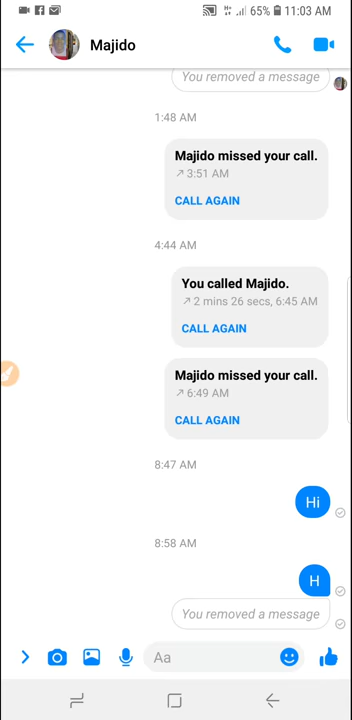 65% 11:03 AM
Majido
You removed a message
1:48 AM
Majido missed your call.
3:51 AM
CALL AGAIN
4:44 AM
You called Majido.
2 mins 26 secs, 6:45 AM
CALL AGAIN
Majido missed your call.
6:49 AM
CALL AGAIN
8:47 AM
Hi
8:58 AM
H
You removed a message
Aa